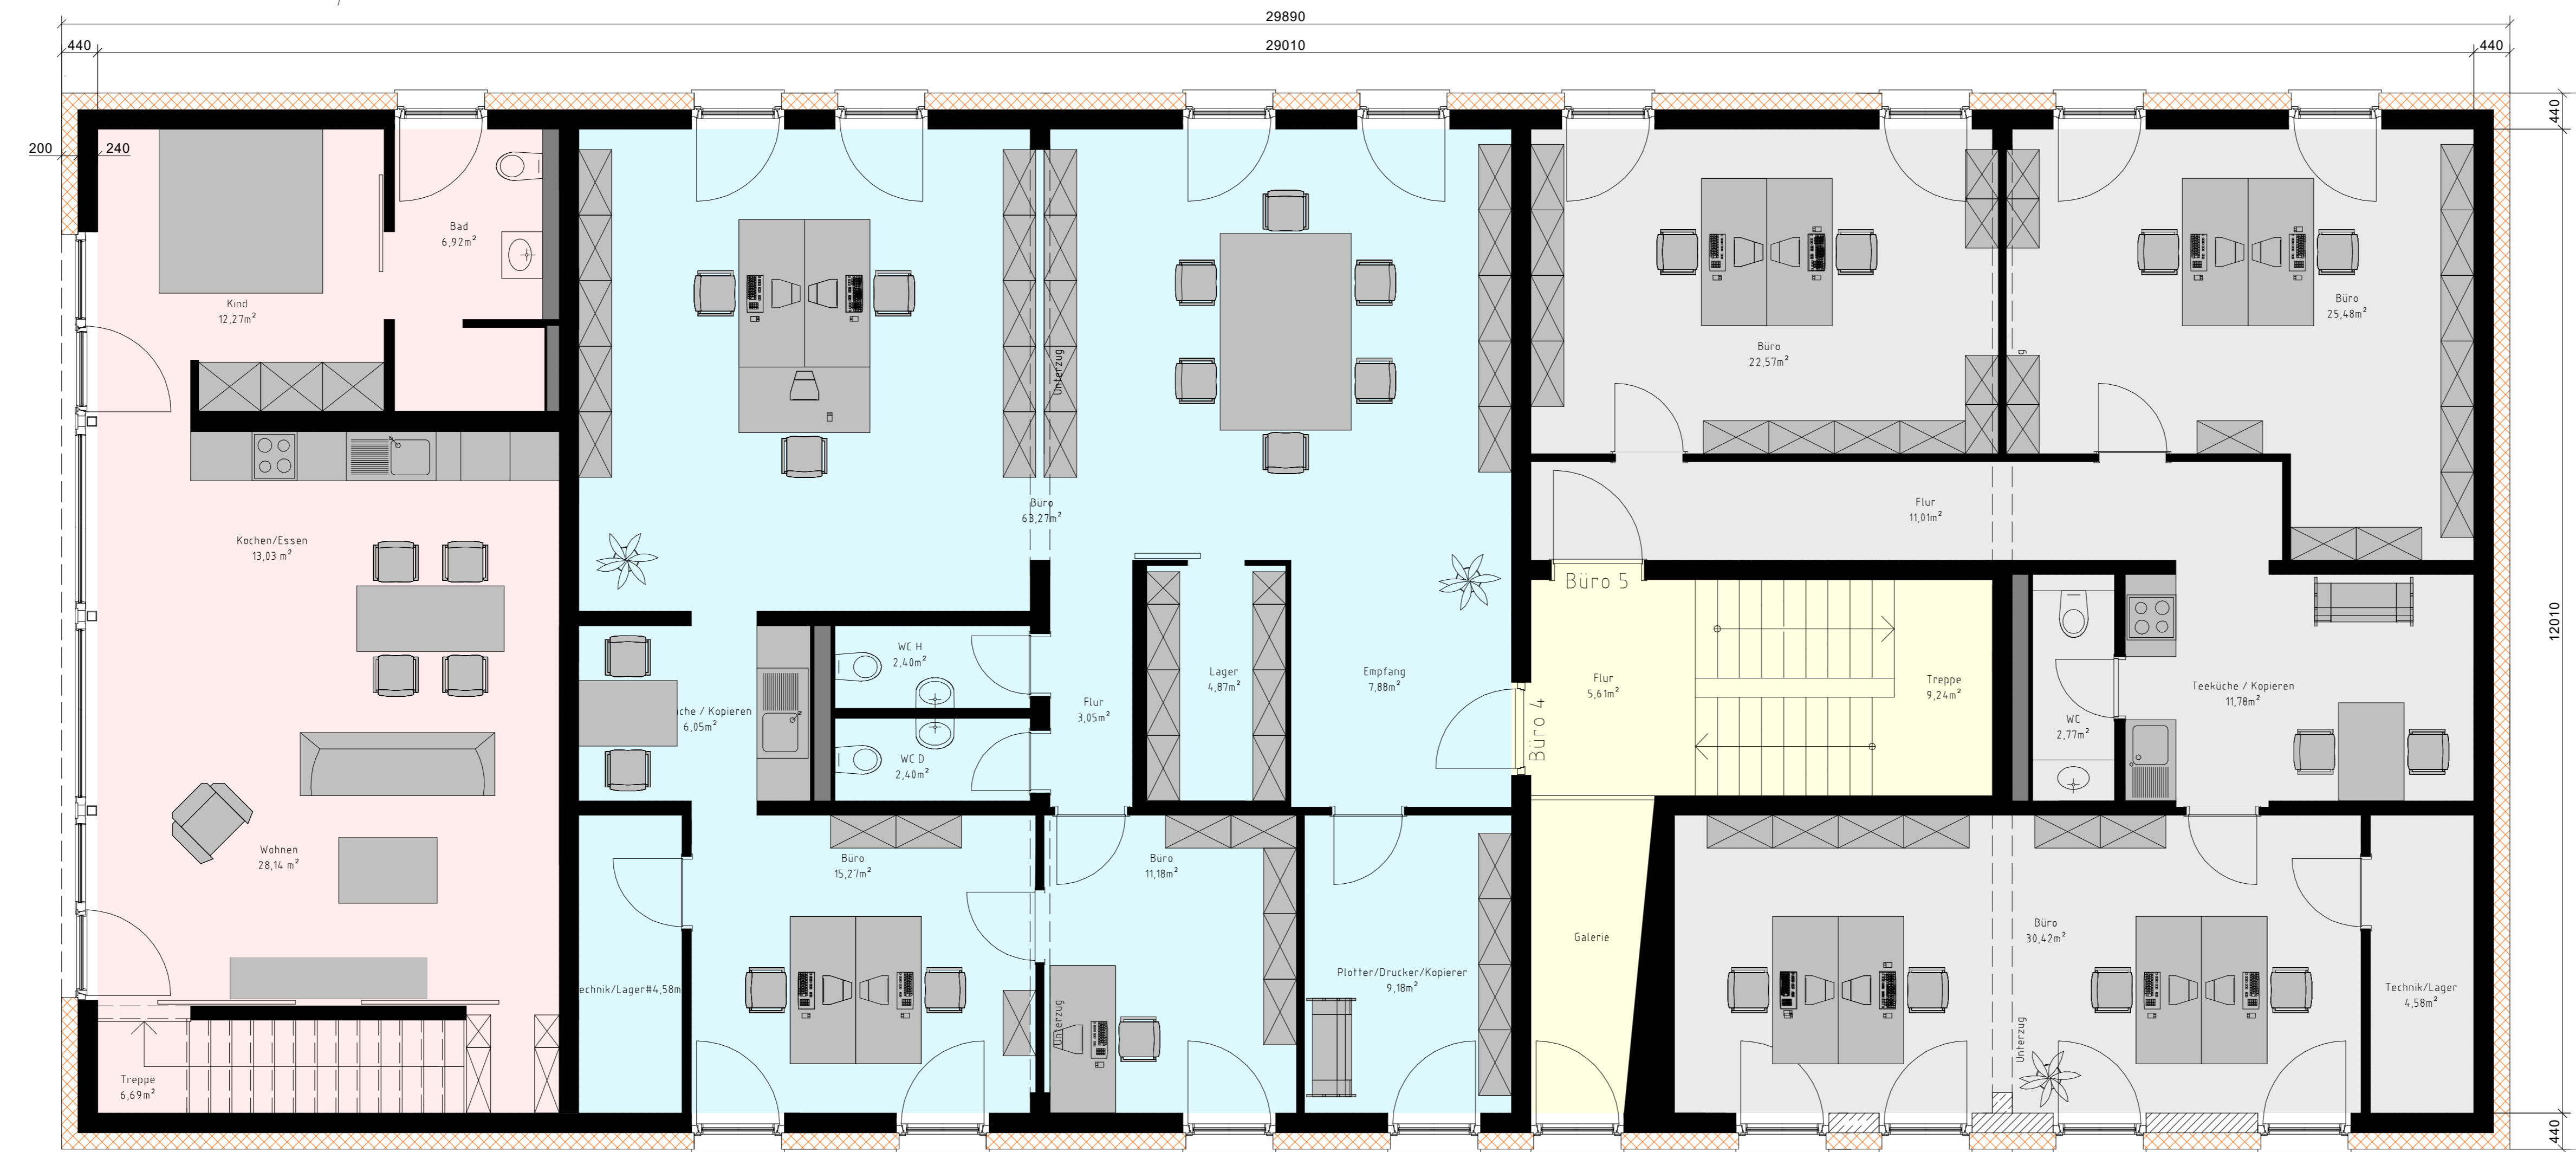 29890
440
29010
440
200
240
440
Bad
6,92m²
Kind
12,27m²
Büro
25,48m²
Büro
22,57m²
Unterzug
Büro
63,27m²
Flur
11,01m²
Kochen/Essen
13,03 m²
Büro 5
12010
WC H
2,40m²
Lager
4,87m²
Empfang
7,88m²
Flur
5,61m²
Treppe
9,24m²
Teeküche / Kopieren
11,78m²
che / Kopieren
6,05m²
Flur
3,05m²
Büro 4
WC
2,77m²
WC D
2,40m²
Wohnen
28,14 m²
Büro
15,27m²
Büro
11,18m²
Galerie
Büro
30,42m²
Plotter/Drucker/Kopierer
9,18m²
echnik/Lager#4,58m
Technik/Lager
4,58m²
Unterzug
Unterzug
Treppe
6,69m²
440